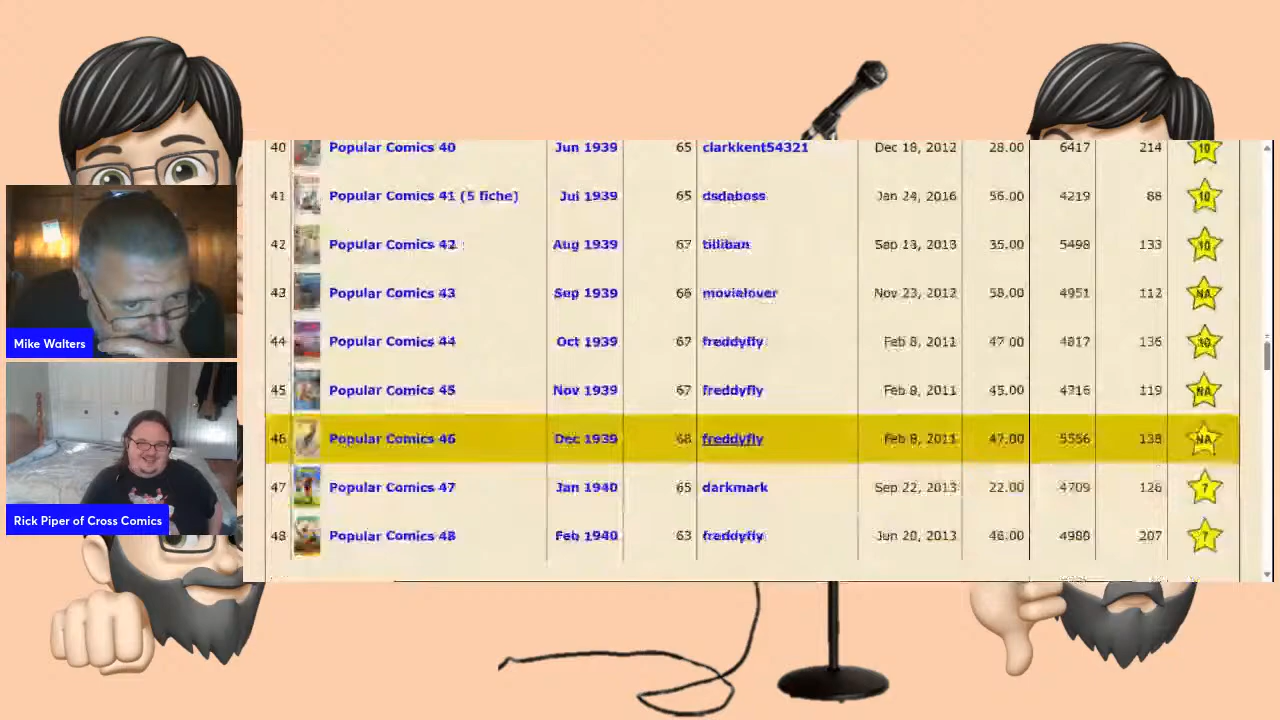 40 Popular Comics 40 Jun 1939 65 clarkkent54321 Dec 18, 2012 28.00 6417 214 10
41 Popular Comics 41 (5 fiche) Jul 1939 65 dsdaboss Jan 24, 2016 56.00 4219 88 10
42 Popular Comics 42 Aug 1939 67 tilliban Sep 13, 2013 35.00 5498 133 10
43 Popular Comics 43 Sep 1939 66 movielover Nov 23, 2012 58.00 4951 112 NA
44 Popular Comics 44 Oct 1939 67 freddyfly Feb 8, 2011 47.00 4817 136 10
45 Popular Comics 45 Nov 1939 67 freddyfly Feb 8, 2011 45.00 4316 119 NA
46 Popular Comics 46 Dec 1939 68 freddyfly Feb 8, 2011 47.00 5556 138 NA
47 Popular Comics 47 Jan 1940 65 darkmark Sep 22, 2013 22.00 4709 126 7
48 Popular Comics 48 Feb 1940 63 freddyfly Jun 20, 2013 46.00 4980 207 7
Mike Walters
Rick Piper of Cross Comics